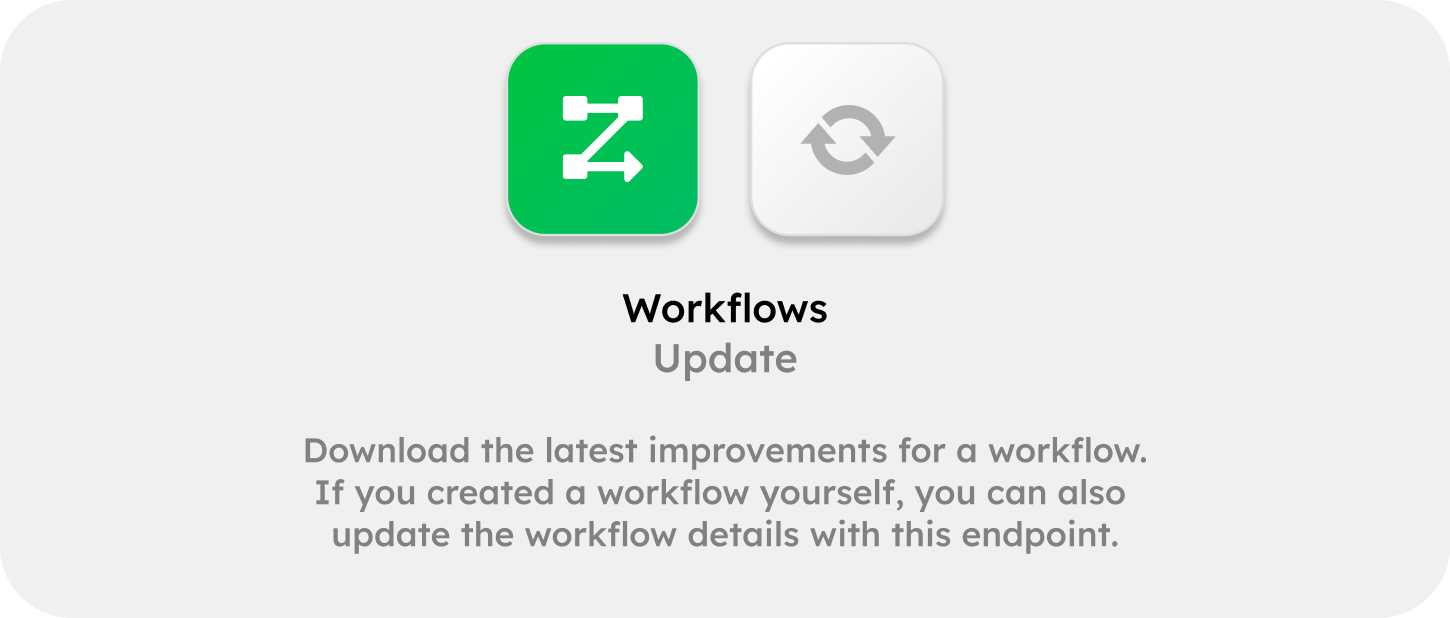 Workflows
Update
Download the latest improvements for a workflow.
If you created a workflow yourself, you can also
update the workflow details with this endpoint.